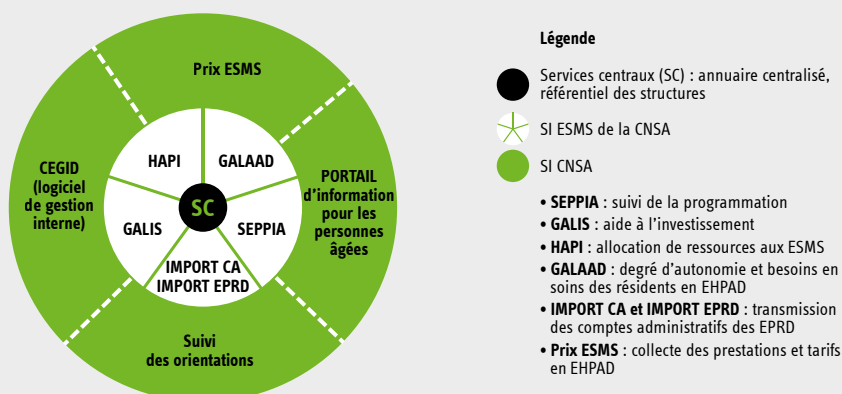 Prix ESMS
CEGID
(logiciel
de gestion
interne)
HAPI
GALAAD
PORTAIL
d'information
pour les
personnes
âgées
SC
GALIS
SEPPIA
IMPORT CA
IMPORT EPRD
Suivi
des orientations
Légende
Services centraux (SC) : annuaire centralisé,
référentiel des structures
SI ESMS de la CNSA
SI CNSA
• SEPPIA : suivi de la programmation
• GALIS : aide à l'investissement
• HAPI : allocation de ressources aux ESMS
• GALAAD : degré d'autonomie et besoins en
soins des résidents en EHPAD
• IMPORT CA et IMPORT EPRD : transmission
des comptes administratifs des EPRD
• Prix ESMS : collecte des prestations et tarifs
en EHPAD